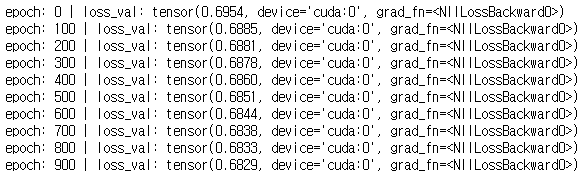 epoch: 0 | loss_val: tensor(0.6954, device='cuda:0', grad_fn=<NllLossBackward0>)
epoch: 100 | loss_val: tensor(0.6885, device='cuda:0', grad_fn=<NllLossBackward0>)
epoch: 200 | loss_val: tensor(0.6881, device='cuda:0', grad_fn=<NllLossBackward0>)
epoch: 300 | loss_val: tensor(0.6878, device='cuda:0', grad_fn=<NllLossBackward0>)
epoch: 400 | loss_val: tensor(0.6860, device='cuda:0', grad_fn=<NllLossBackward0>)
epoch: 500 | loss_val: tensor(0.6851, device='cuda:0', grad_fn=<NllLossBackward0>)
epoch: 600 | loss_val: tensor(0.6844, device='cuda:0', grad_fn=<NllLossBackward0>)
epoch: 700 | loss_val: tensor(0.6838, device='cuda:0', grad_fn=<NllLossBackward0>)
epoch: 800 | loss_val: tensor(0.6833, device='cuda:0', grad_fn=<NllLossBackward0>)
epoch: 900 | loss_val: tensor(0.6829, device='cuda:0', grad_fn=<NllLossBackward0>)